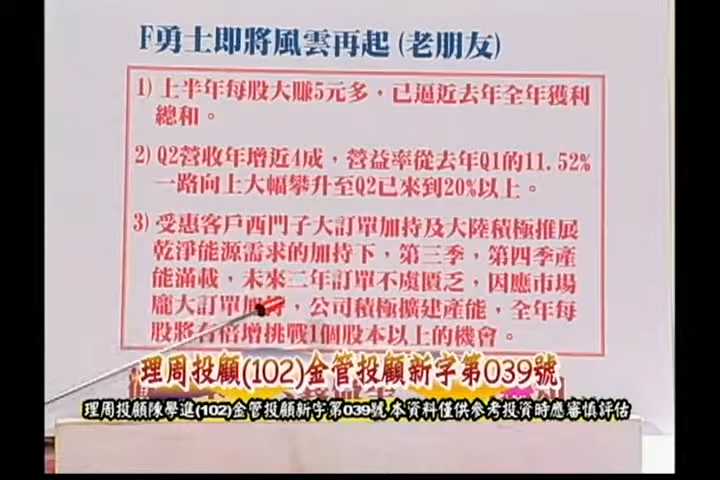 F勇士即將風雲再起(老朋友)
1) 上半年每股大賺5元多，已逼近去年全年獲利
總和。
2) Q2營收年增近4成，營益率從去年Q1的11.52%
一路向上大幅攀升至Q2已來到20%以上。
3) 受惠客戶西門子大訂單加持及大陸積極推展
乾淨能源需求的加持下，第三季，第四季產
能滿載，未來二年訂單不虞匱乏，因應市場
龐大訂單加持，公司積極擴建產能，全年每
股將有倍增挑戰1個股本以上的機會。
理周投顧(102)金管投顧新字第039號
理周投顧陳學進(102)金管投顧新字第039號,本資料僅供參考投資時應審慎評估